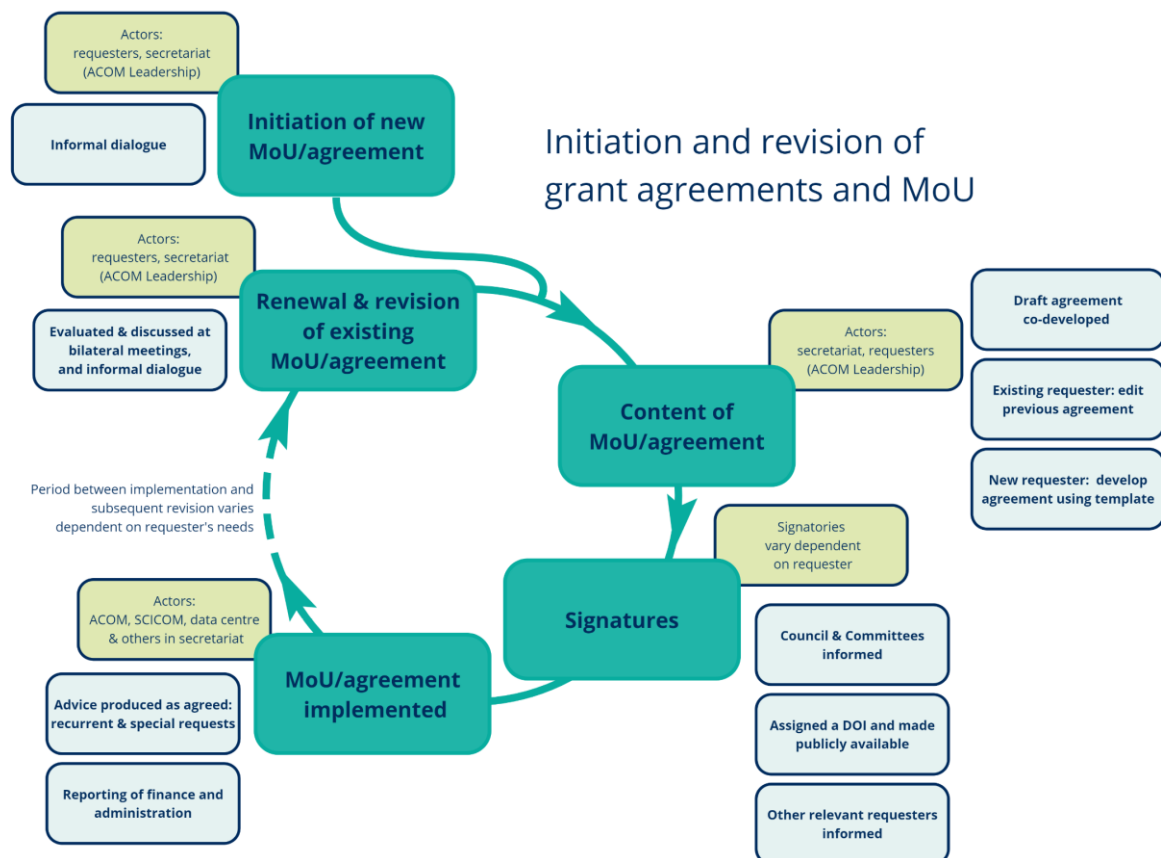 Actors:
requesters, secretariat
(ACOM Leadership)
Initiation of new
MoU/agreement
Informal dialogue
Initiation and revision of
grant agreements and MoU
Actors:
requesters, secretariat
(ACOM Leadership)
Renewal & revision
of existing
MoU/agreement
Evaluated & discussed at
bilateral meetings,
and informal dialogue
Actors:
secretariat, requesters
(ACOM Leadership)
Content of
MoU/agreement
Draft agreement
co-developed
Existing requester: edit
previous agreement
New requester: develop
agreement using template
Period between implementation and
subsequent revision varies
dependent on requester's needs
Signatories
vary dependent
on requester
Signatures
Council & Committees
informed
Assigned a DOI and made
publicly available
Other relevant requesters
informed
Actors:
ACOM, SCICOM, data centre
& others in secretariat
MoU/agreement
implemented
Advice produced as agreed:
recurrent & special requests
Reporting of finance and
administration